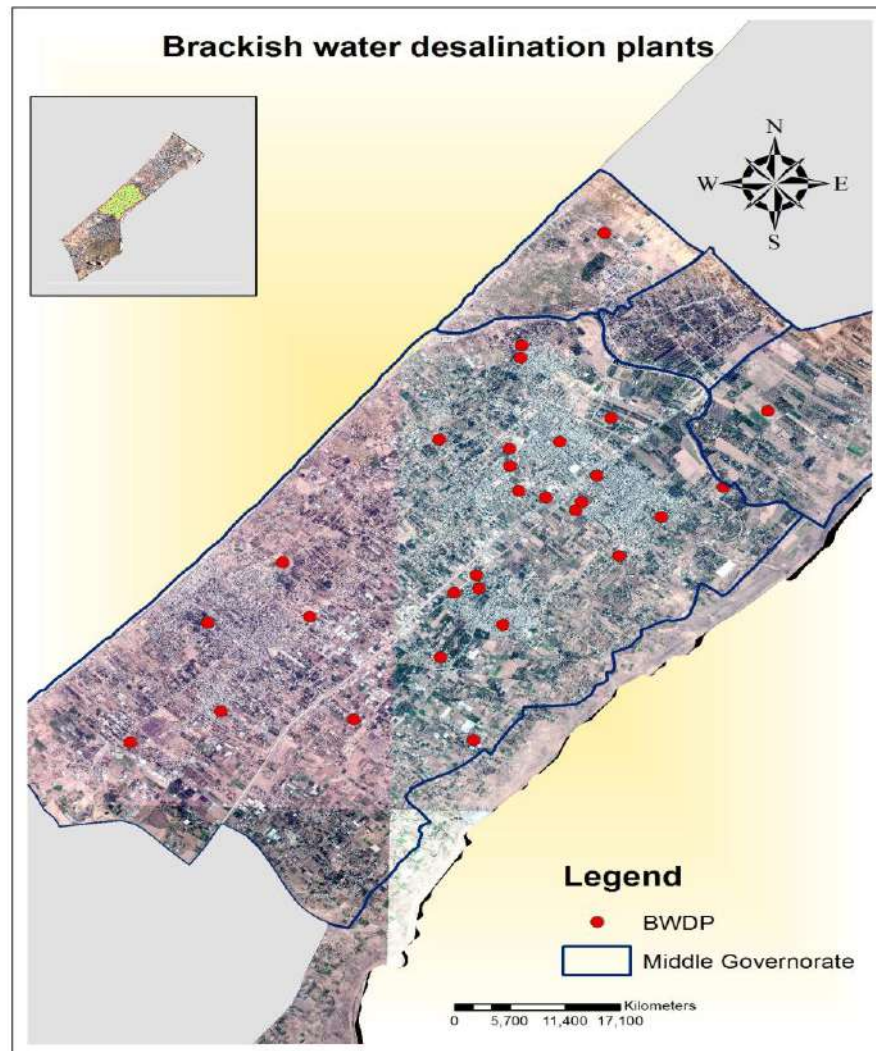 Brackish water desalination plants
N
W E
S
Legend
BWDP
Middle Governorate
Kilometers
0 5,700 11,400 17,100